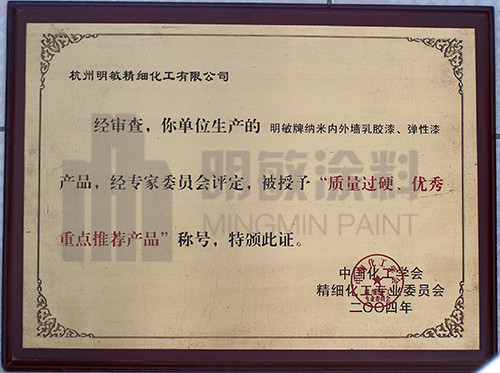 杭州明敏精细化工有限公司
经审查，你单位生产的 明敏牌纳米内外墙乳胶漆、弹性漆
产品，经专家委员会评定，被授予“质量过硬、优秀
重点推荐产品”称号，特颁此证。
明敏涂料
MINGMIN PAINT
中国化工学会
精细化工专业委员会
二〇〇四年